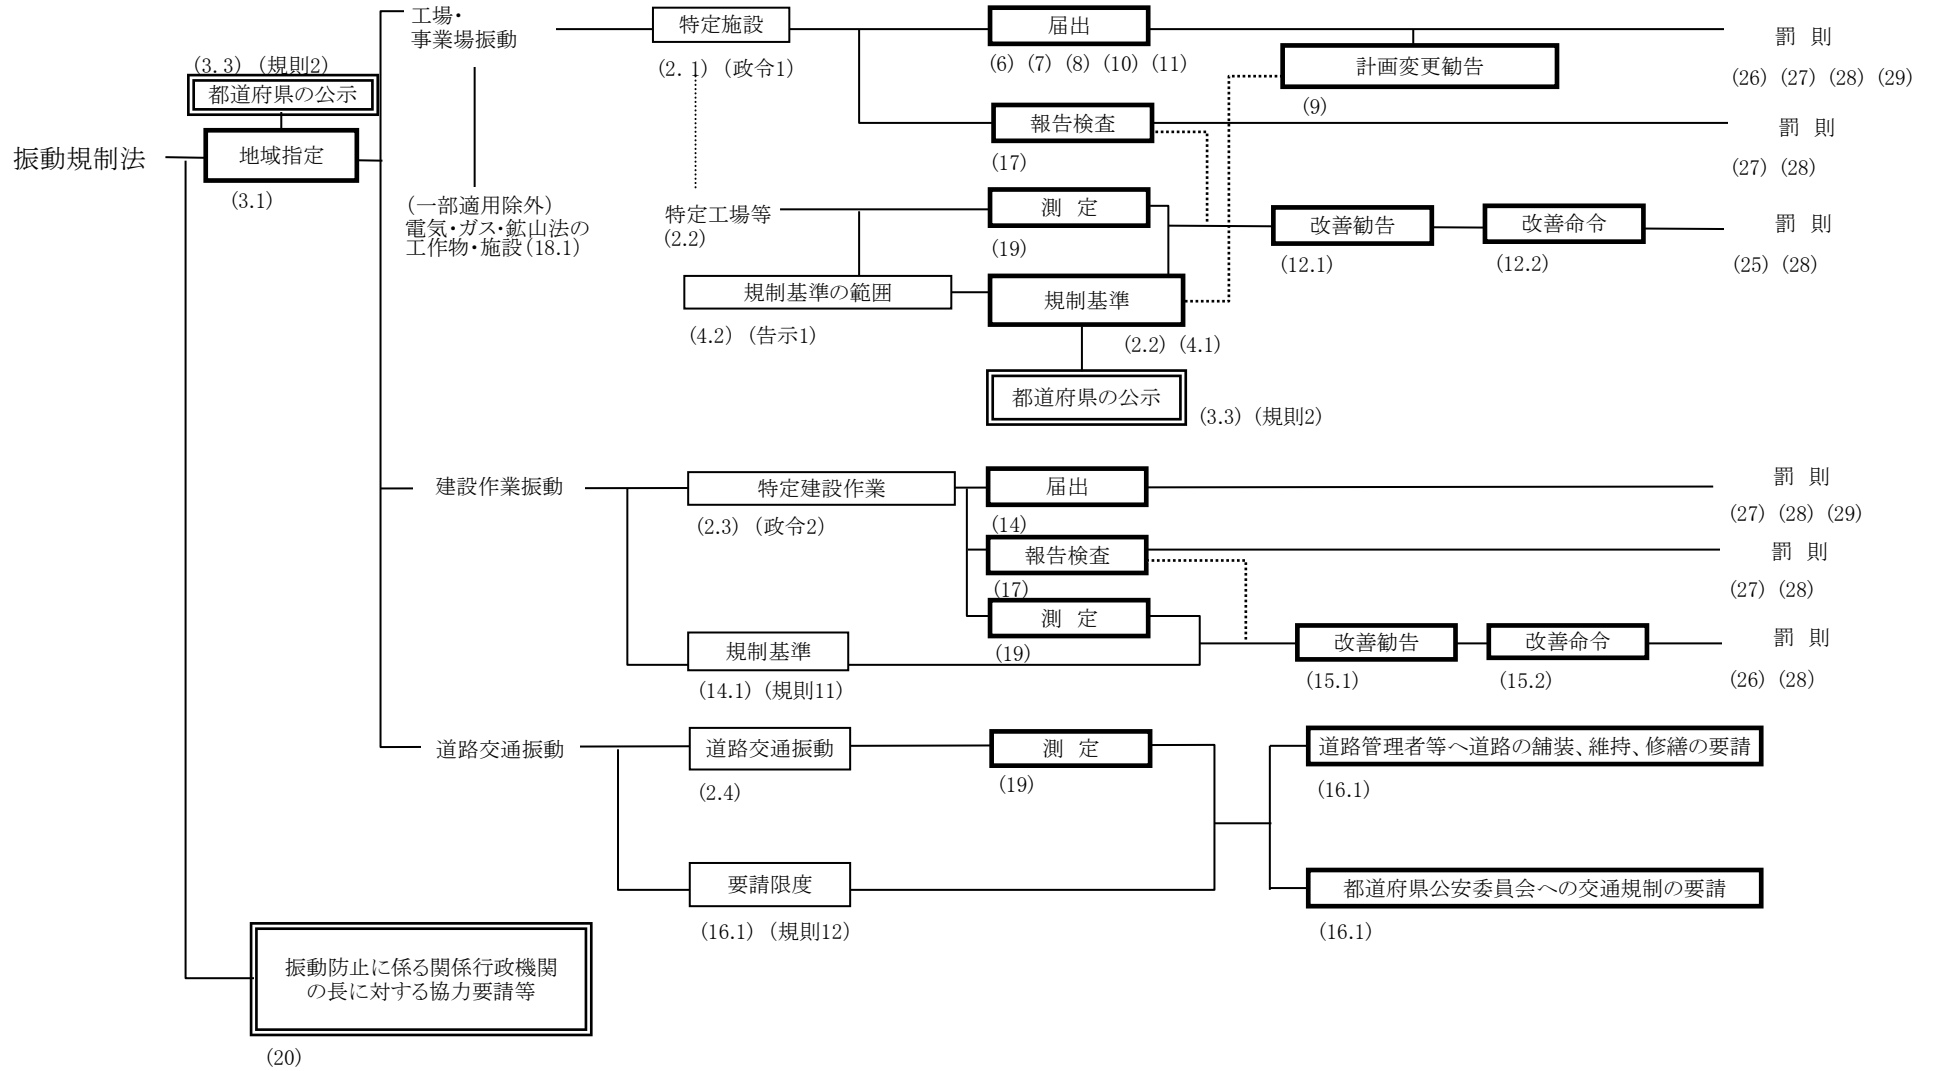 工場・
事業場振動
特定施設
(2. 1) (政令1)
届出
(6) (7) (8) (10) (11)
計画変更勧告
(9)
罰 則
(26) (27) (28) (29)
(3. 3) (規則2)
都道府県の公示
振動規制法
地域指定
(3.1)
報告検査
(17)
罰 則
(27) (28)
(一部適用除外)
電気・ガス・鉱山法の
工作物・施設(18.1)
特定工場等
(2.2)
測 定
(19)
改善勧告
(12.1)
改善命令
(12.2)
罰 則
(25) (28)
規制基準の範囲
(4.2) (告示1)
規制基準
(2.2) (4.1)
都道府県の公示
(3.3) (規則2)
建設作業振動
特定建設作業
(2.3) (政令2)
届出
(14)
罰 則
(27) (28) (29)
報告検査
(17)
罰 則
(27) (28)
測 定
(19)
規制基準
(14.1) (規則11)
改善勧告
(15.1)
改善命令
(15.2)
罰 則
(26) (28)
道路交通振動
道路交通振動
(2.4)
測 定
(19)
道路管理者等へ道路の舗装、維持、修繕の要請
(16.1)
要請限度
(16.1) (規則12)
都道府県公安委員会への交通規制の要請
(16.1)
振動防止に係る関係行政機関
の長に対する協力要請等
(20)